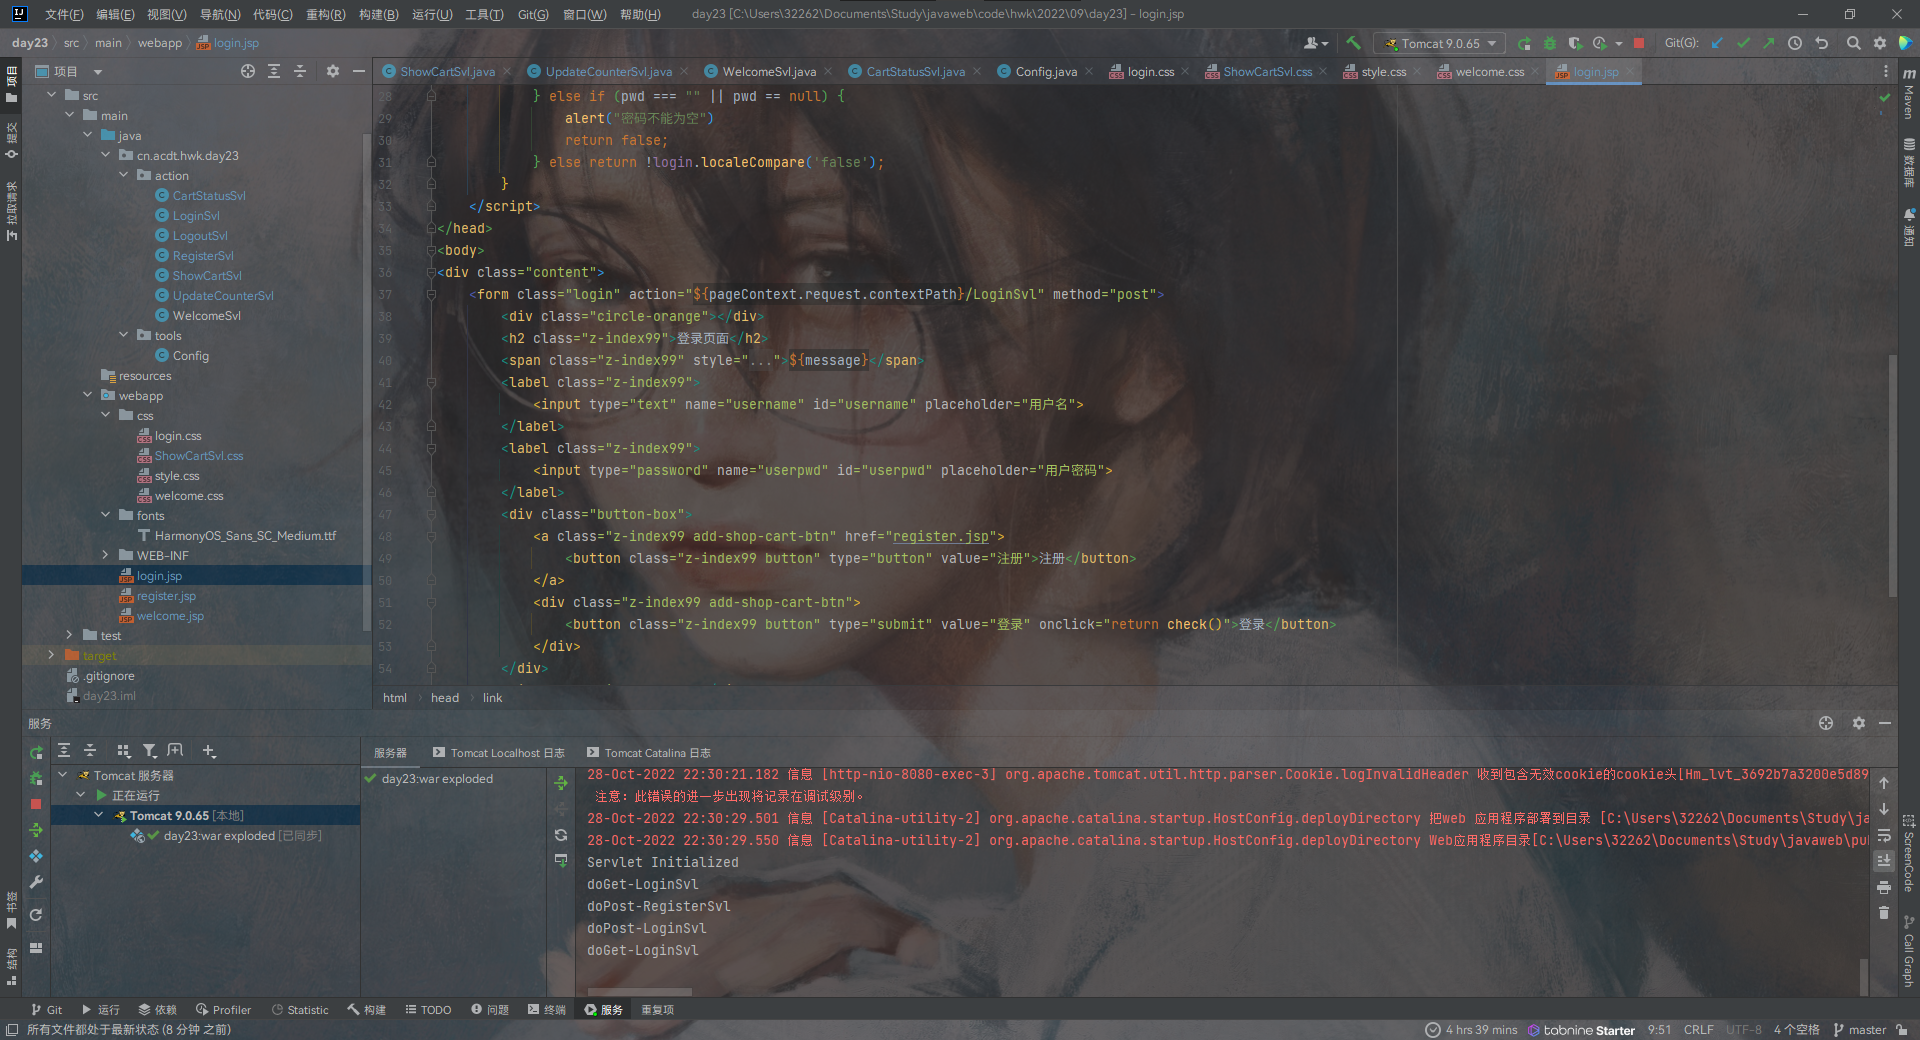 文件(F) 编辑(E) 视图(V) 导航(N) 代码(C) 重构(R) 构建(B) 运行(U) 工具(T) Git(G) 窗口(W) 帮助(H) day23 [C:\Users\32262\Documents\Study\javaweb\code\hwk\2022\09\day23] - login.jsp
day23 src main webapp login.jsp Tomcat 9.0.65 Git(G):
项目
ShowCartSvl.java UpdateCounterSvl.java WelcomeSvl.java CartStatusSvl.java Config.java login.css ShowCartSvl.css style.css welcome.css login.jsp
src
main
java
cn.acdt.hwk.day23
action
CartStatusSvl
LoginSvl
LogoutSvl
RegisterSvl
ShowCartSvl
UpdateCounterSvl
WelcomeSvl
tools
Config
resources
webapp
css
login.css
ShowCartSvl.css
style.css
welcome.css
fonts
HarmonyOS_Sans_SC_Medium.ttf
WEB-INF
login.jsp
register.jsp
welcome.jsp
test
target
.gitignore
day23.iml
项目
提交
拉取请求
书签
结构
28 } else if (pwd === "" || pwd == null) {
29 alert("密码不能为空")
30 return false;
31 } else return !login.localeCompare('false');
32 }
33 </script>
34 </head>
35 <body>
36 <div class="content">
37 <form class="login" action="${pageContext.request.contextPath}/LoginSvl" method="post">
38 <div class="circle-orange"></div>
39 <h2 class="z-index99">登录页面</h2>
40 <span class="z-index99" style="...">${message}</span>
41 <label class="z-index99">
42 <input type="text" name="username" id="username" placeholder="用户名">
43 </label>
44 <label class="z-index99">
45 <input type="password" name="userpwd" id="userpwd" placeholder="用户密码">
46 </label>
47 <div class="button-box">
48 <a class="z-index99 add-shop-cart-btn" href="register.jsp">
49 <button class="z-index99 button" type="button" value="注册">注册</button>
50 </a>
51 <div class="z-index99 add-shop-cart-btn">
52 <button class="z-index99 button" type="submit" value="登录" onclick="return check()">登录</button>
53 </div>
54 </div>
html head link
m
Maven
数据库
通知
ScreenCode
Call Graph
服务
Tomcat 服务器
正在运行
Tomcat 9.0.65 [本地]
day23:war exploded [已同步]
服务器 Tomcat Localhost 日志 Tomcat Catalina 日志
day23:war exploded
28-Oct-2022 22:30:21.182 信息 [http-nio-8080-exec-3] org.apache.tomcat.util.http.parser.Cookie.logInvalidHeader 收到包含无效cookie的cookie头[Hm_lvt_3692b7a3200e5d89
注意: 此错误的进一步出现将记录在调试级别。
28-Oct-2022 22:30:29.501 信息 [Catalina-utility-2] org.apache.catalina.startup.HostConfig.deployDirectory 把web 应用程序部署到目录 [C:\Users\32262\Documents\Study\ja
28-Oct-2022 22:30:29.550 信息 [Catalina-utility-2] org.apache.catalina.startup.HostConfig.deployDirectory Web应用程序目录[C:\Users\32262\Documents\Study\javaweb\pu
Servlet Initialized
doGet-LoginSvl
doPost-RegisterSvl
doPost-LoginSvl
doGet-LoginSvl
Git 运行 依赖 Profiler Statistic 构建 TODO 问题 终端 服务 重复项
所有文件都处于最新状态 (8 分钟 之前) 4 hrs 39 mins tabnine Starter 9:51 CRLF UTF-8 4 个空格 master